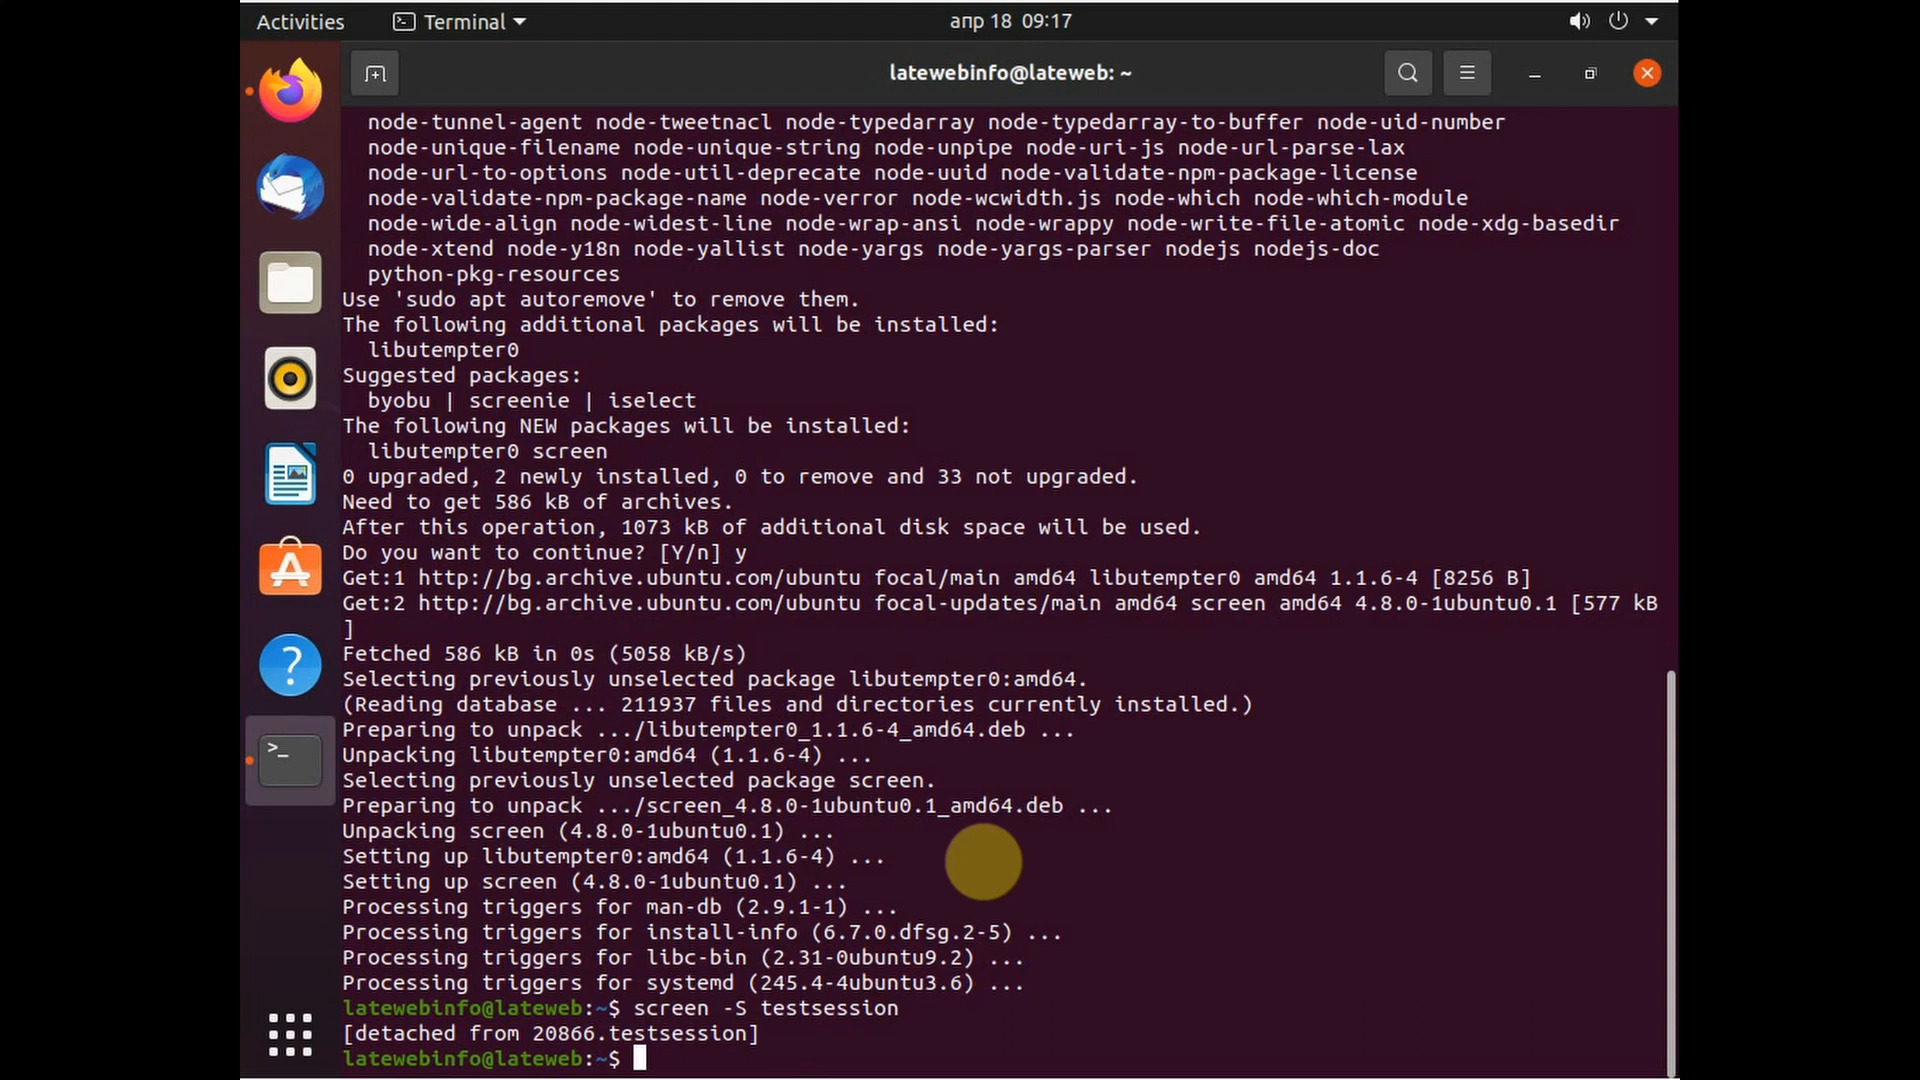 Activities
Terminal
апр 18 09:17
latewebinfo@lateweb: ~
node-tunnel-agent node-tweetnacl node-typedarray node-typedarray-to-buffer node-uid-number
node-unique-filename node-unique-string node-unpipe node-uri-js node-url-parse-lax
node-url-to-options node-util-deprecate node-uuid node-validate-npm-package-license
node-validate-npm-package-name node-verror node-wcwidth.js node-which node-which-module
node-wide-align node-widest-line node-wrap-ansi node-wrappy node-write-file-atomic node-xdg-basedir
node-xtend node-y18n node-yallist node-yargs node-yargs-parser nodejs nodejs-doc
python-pkg-resources
Use 'sudo apt autoremove' to remove them.
The following additional packages will be installed:
libutempter0
Suggested packages:
byobu | screenie | iselect
The following NEW packages will be installed:
libutempter0 screen
0 upgraded, 2 newly installed, 0 to remove and 33 not upgraded.
Need to get 586 kB of archives.
After this operation, 1073 kB of additional disk space will be used.
Do you want to continue? [Y/n] y
Get:1 http://bg.archive.ubuntu.com/ubuntu focal/main amd64 libutempter0 amd64 1.1.6-4 [8256 B]
Get:2 http://bg.archive.ubuntu.com/ubuntu focal-updates/main amd64 screen amd64 4.8.0-1ubuntu0.1 [577 kB
]
Fetched 586 kB in 0s (5058 kB/s)
Selecting previously unselected package libutempter0:amd64.
(Reading database ... 211937 files and directories currently installed.)
Preparing to unpack .../libutempter0_1.1.6-4_amd64.deb ...
Unpacking libutempter0:amd64 (1.1.6-4) ...
Selecting previously unselected package screen.
Preparing to unpack .../screen_4.8.0-1ubuntu0.1_amd64.deb ...
Unpacking screen (4.8.0-1ubuntu0.1) ...
Setting up libutempter0:amd64 (1.1.6-4) ...
Setting up screen (4.8.0-1ubuntu0.1) ...
Processing triggers for man-db (2.9.1-1) ...
Processing triggers for install-info (6.7.0.dfsg.2-5) ...
Processing triggers for libc-bin (2.31-0ubuntu9.2) ...
Processing triggers for systemd (245.4-4ubuntu3.6) ...
latewebinfo@lateweb:~$ screen -S testsession
[detached from 20866.testsession]
latewebinfo@lateweb:~$